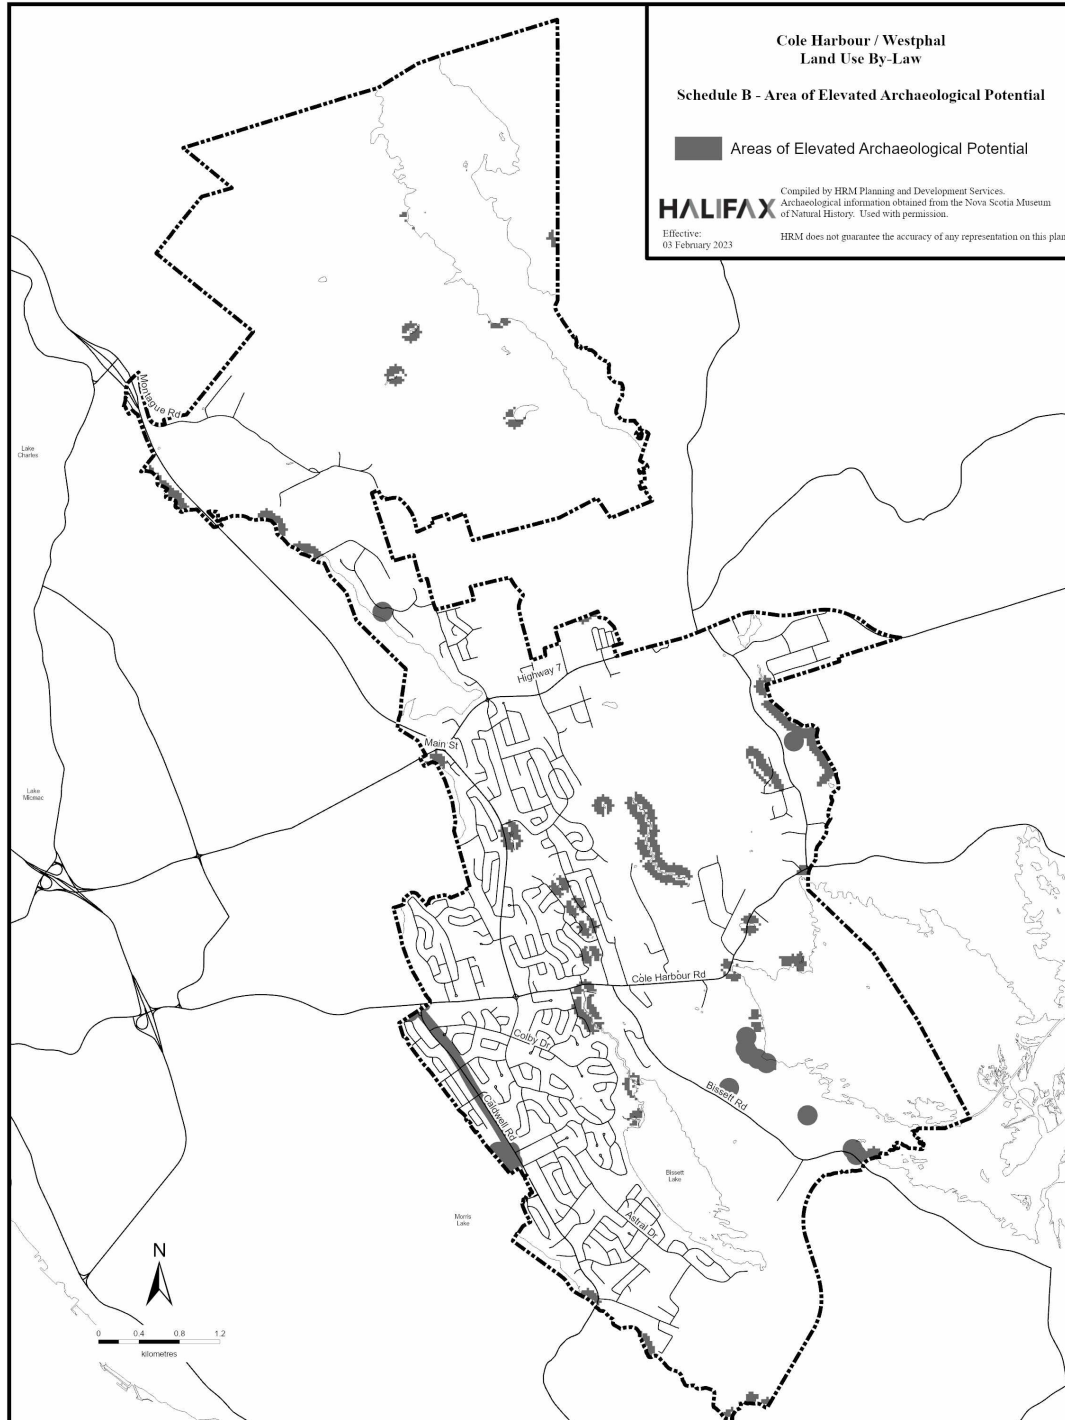 Cole Harbour / Westphal
Land Use By-Law
Schedule B - Area of Elevated Archaeological Potential
Areas of Elevated Archaeological Potential
HALIFAX
Compiled by HRM Planning and Development Services.
Archaeological information obtained from the Nova Scotia Museum
of Natural History. Used with permission.
Effective:
03 February 2023
HRM does not guarantee the accuracy of any representation on this plan
Montague Rd
Lake
Charles
Highway 7
Main St
Lake
Micmac
Cole Harbour Rd
Colby Dr
Caldwell Rd
Bissett Rd
Bissett
Lake
Morris
Lake
Astral Dr
N
0 0.4 0.8 1.2
kilometres